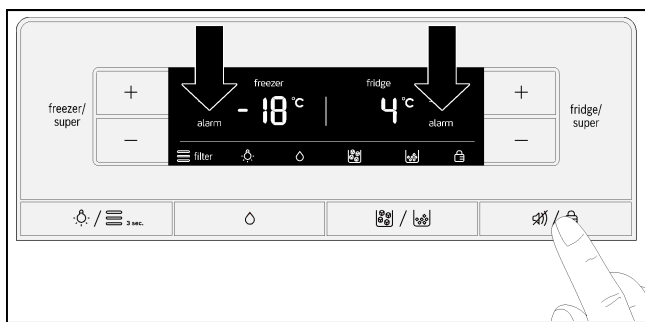 freezer
fridge
- 18 °C
4 °C
alarm
alarm
filter
freezer/
super
+
−
+
−
fridge/
super
/
3 sec.
/
/